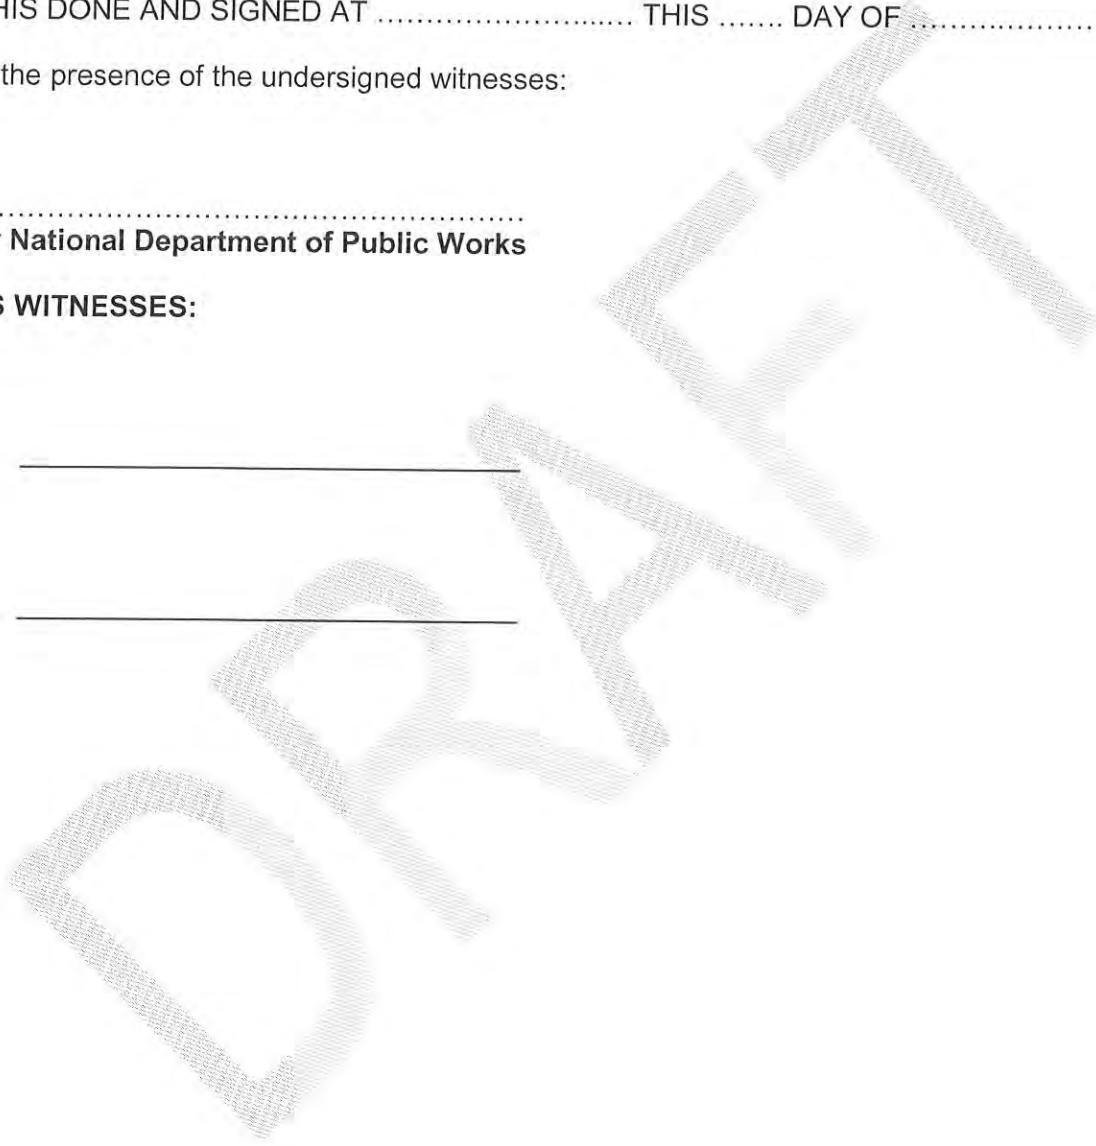 HIS DONE AND SIGNED AT ............................ THIS ....... DAY OF ....................
the presence of the undersigned witnesses:
.......................................................
National Department of Public Works
WITNESSES:
DRAFT